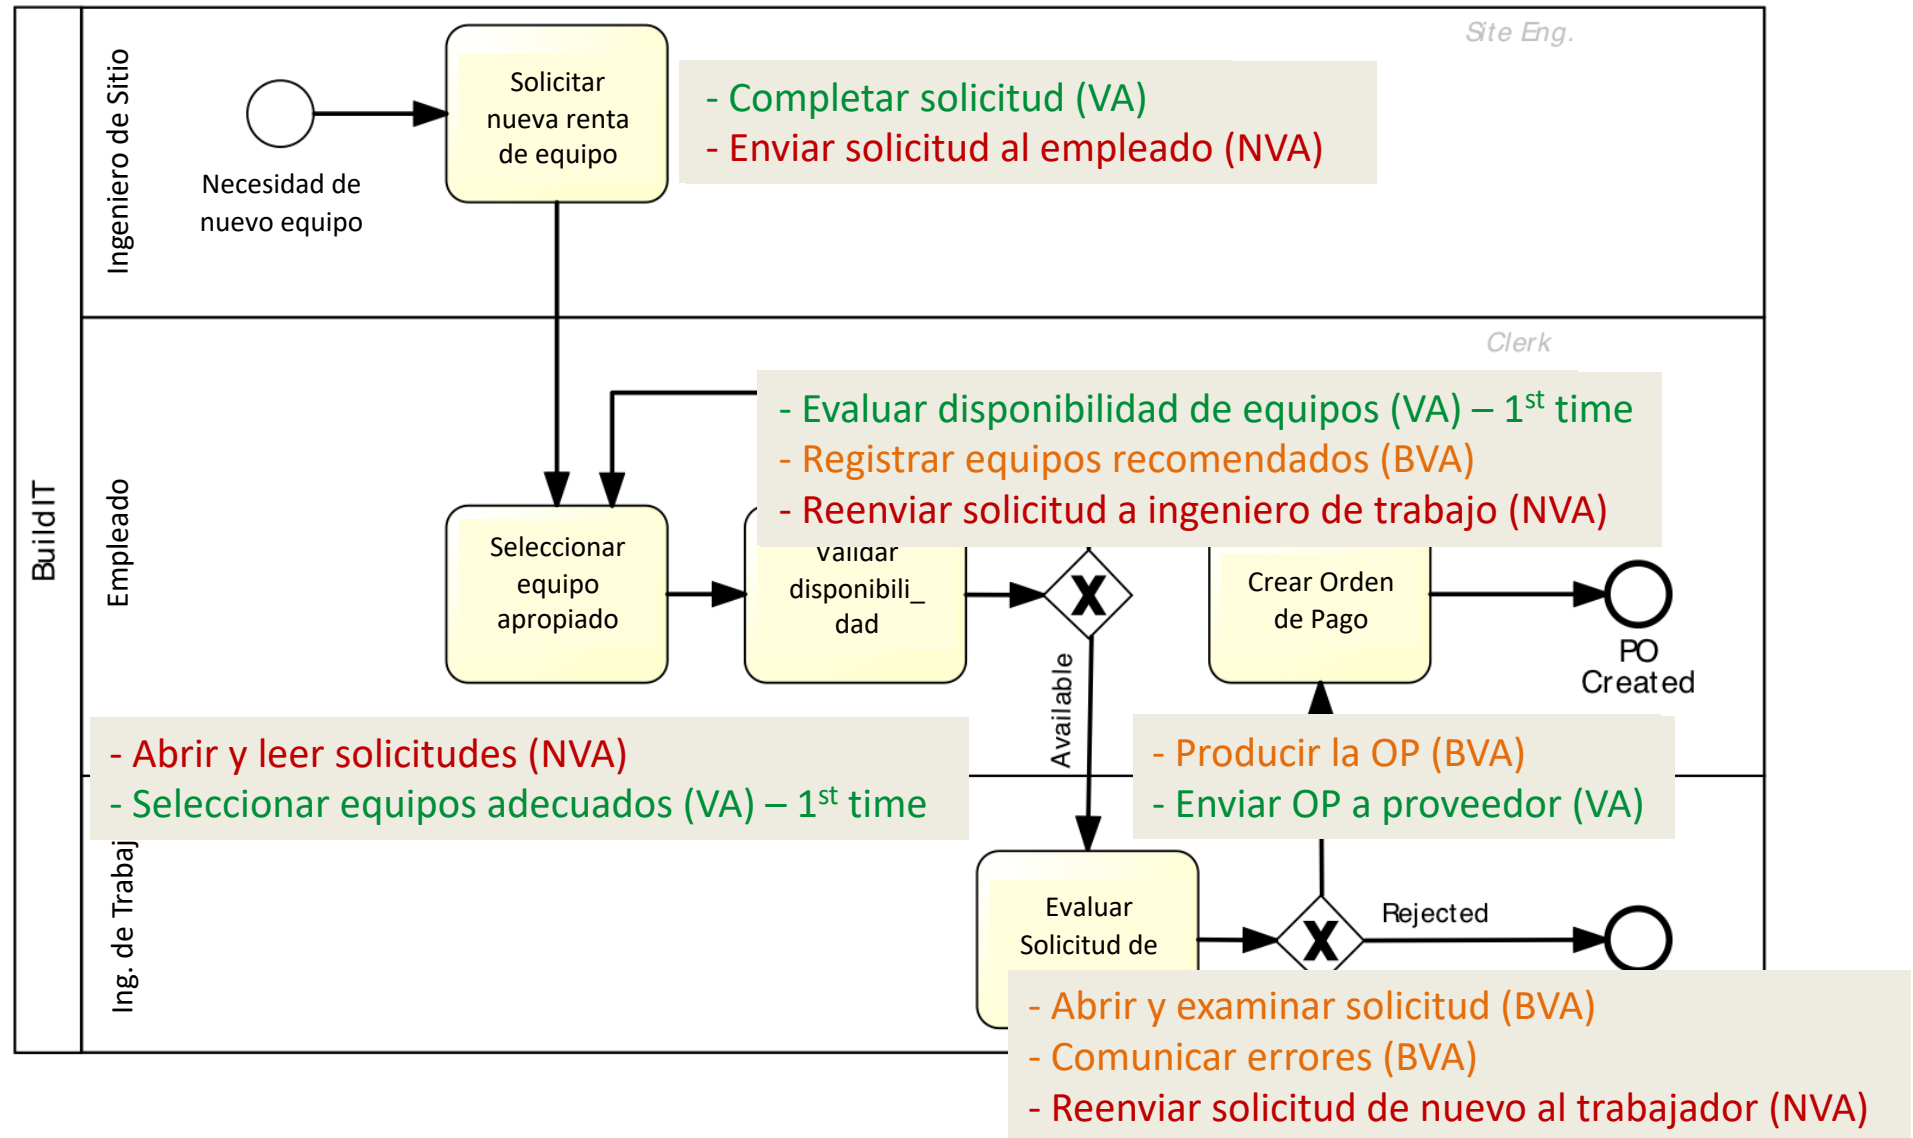 BuildIT
Ingeniero de Sitio
Site Eng.
Necesidad de
nuevo equipo
Solicitar
nueva renta
de equipo
- Completar solicitud (VA)
- Enviar solicitud al empleado (NVA)
Empleado
Clerk
- Evaluar disponibilidad de equipos (VA) – 1st time
- Registrar equipos recomendados (BVA)
- Reenviar solicitud a ingeniero de trabajo (NVA)
Seleccionar
equipo
apropiado
Validar
disponibili_
dad
Available
Crear Orden
de Pago
PO
Created
- Abrir y leer solicitudes (NVA)
- Seleccionar equipos adecuados (VA) – 1st time
- Producir la OP (BVA)
- Enviar OP a proveedor (VA)
Ing. de Trabaj
Evaluar
Solicitud de
Rejected
- Abrir y examinar solicitud (BVA)
- Comunicar errores (BVA)
- Reenviar solicitud de nuevo al trabajador (NVA)